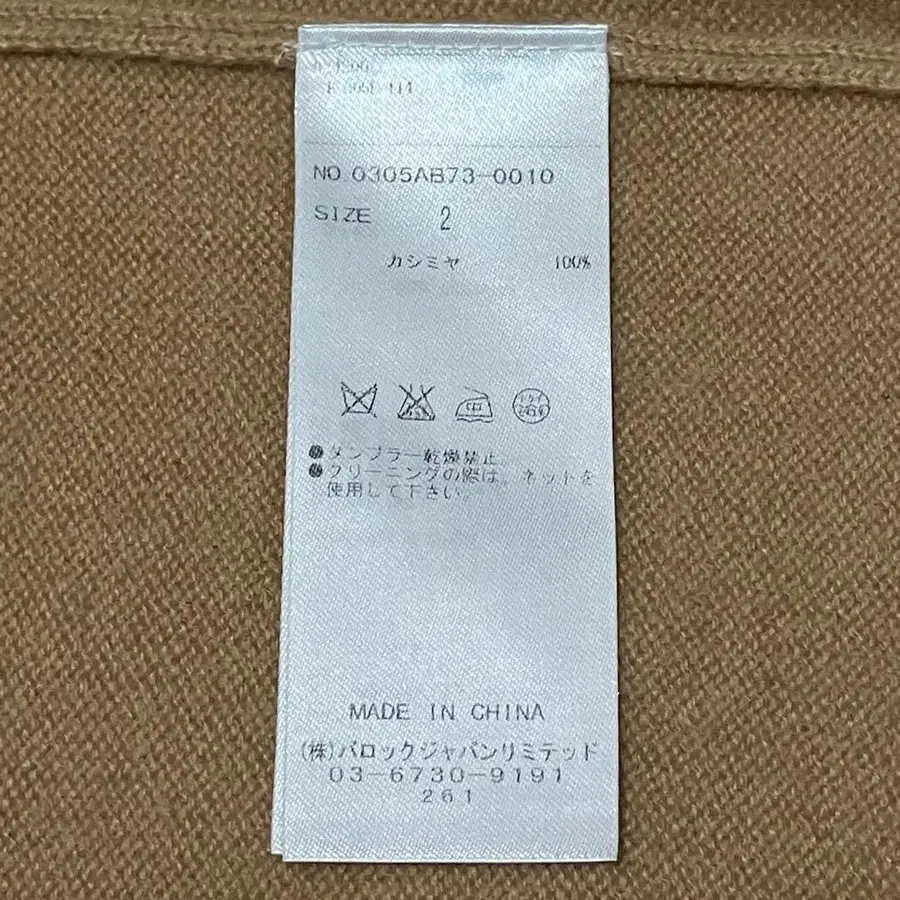 NO 0305AB73-0010
SIZE 2
カシミヤ 100%
ドライ
●タンブラー乾燥禁止
●クリーニングの際は、ネットを
使用して下さい
MADE IN CHINA
(株)バロックジャパンリミテッド
03-6730-9191
261